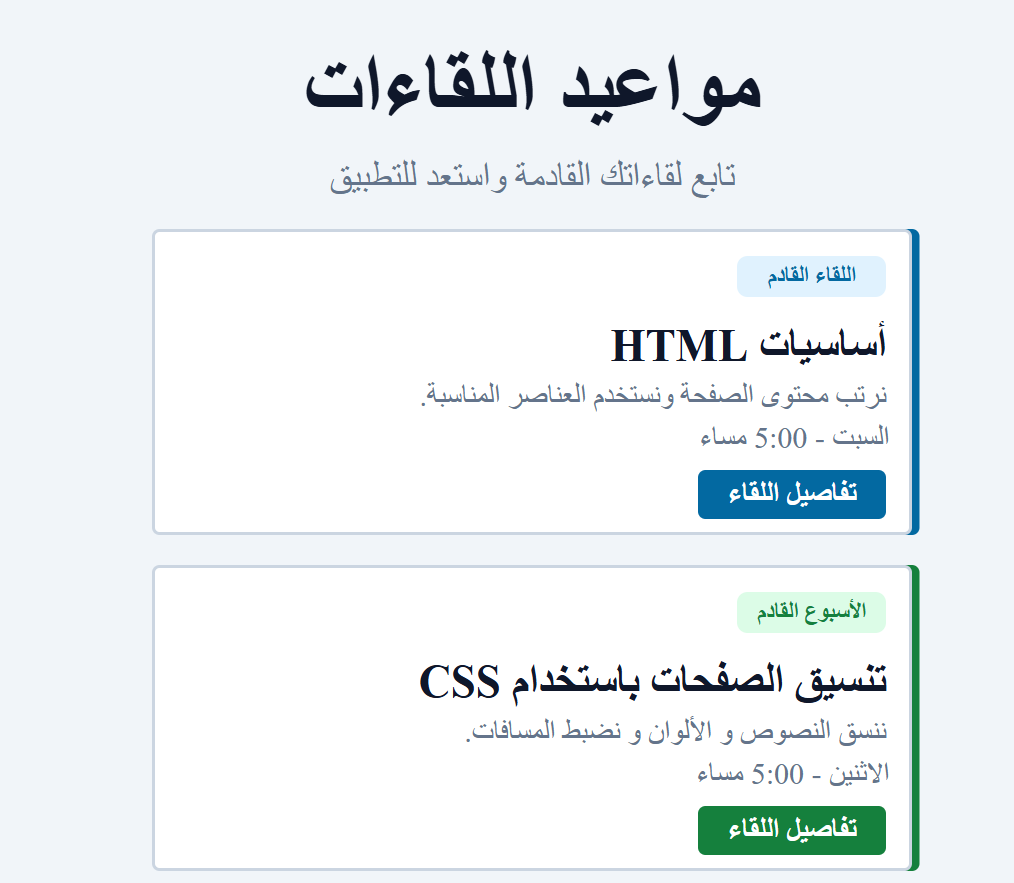 مواعيد اللقاءات
تابع لقاءاتك القادمة واستعد للتطبيق
اللقاء القادم
أساسيات HTML
نرتب محتوى الصفحة ونستخدم العناصر المناسبة.
السبت - 5:00 مساء
تفاصيل اللقاء
الأسبوع القادم
تنسيق الصفحات باستخدام CSS
ننسق النصوص و الألوان و نضبط المسافات.
الاثنين - 5:00 مساء
تفاصيل اللقاء